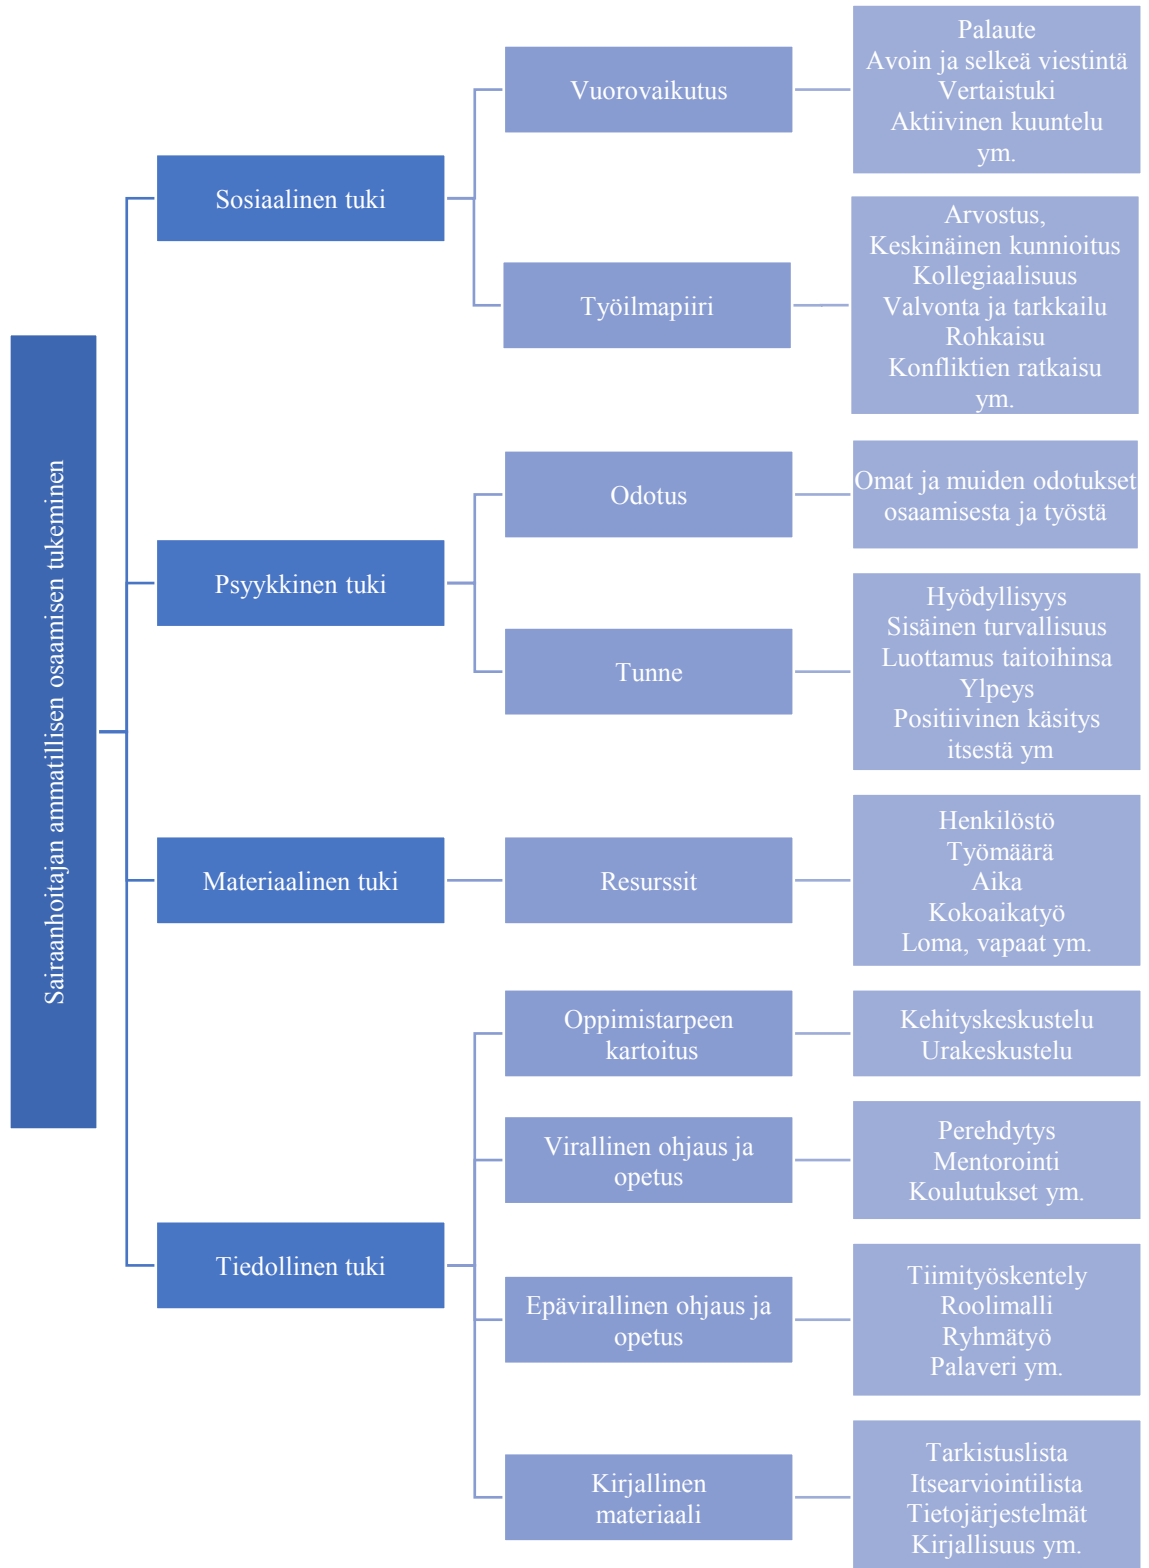 Sairaanhoitajan ammatillisen osaamisen tukeminen
Sosiaalinen tuki
Vuorovaikutus
Palaute
Avoin ja selkeä viestintä
Vertaistuki
Aktiivinen kuuntelu
ym.
Työilmapiiri
Arvostus,
Keskinäinen kunnioitus
Kollegiaalisuus
Valvonta ja tarkkailu
Rohkaisu
Konfliktien ratkaisu
ym.
Psyykkinen tuki
Odotus
Omat ja muiden odotukset
osaamisesta ja työstä
Tunne
Hyödyllisyys
Sisäinen turvallisuus
Luottamus taitoihinsa
Ylpeys
Positiivinen käsitys
itsestä ym
Materiaalinen tuki
Resurssit
Henkilöstö
Työmäärä
Aika
Kokoaikatyö
Loma, vapaat ym.
Tiedollinen tuki
Oppimistarpeen
kartoitus
Kehityskeskustelu
Urakeskustelu
Virallinen ohjaus ja
opetus
Perehdytys
Mentorointi
Koulutukset ym.
Epävirallinen ohjaus ja
opetus
Tiimityöskentely
Roolimalli
Ryhmätyö
Palaveri ym.
Kirjallinen
materiaali
Tarkistuslista
Itsearviointilista
Tietojärjestelmät
Kirjallisuus ym.